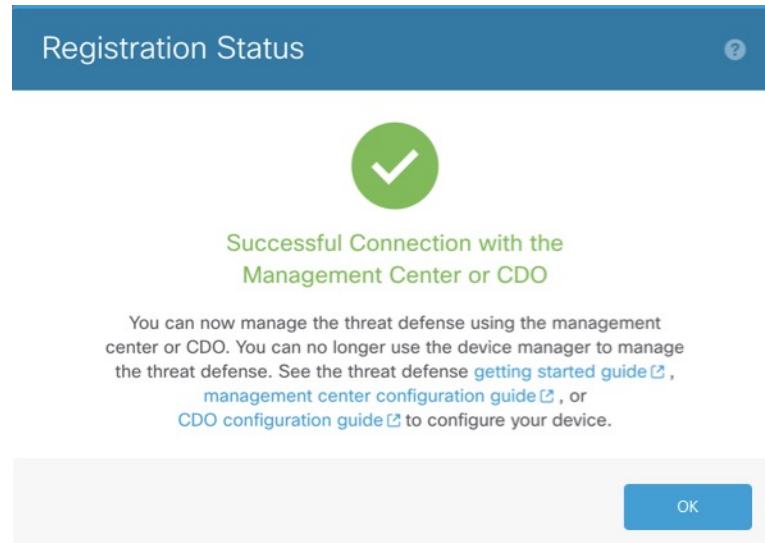 Registration Status
Successful Connection with the
Management Center or CDO
You can now manage the threat defense using the management
center or CDO. You can no longer use the device manager to manage
the threat defense. See the threat defense getting started guide ,
management center configuration guide , or
CDO configuration guide to configure your device.
OK